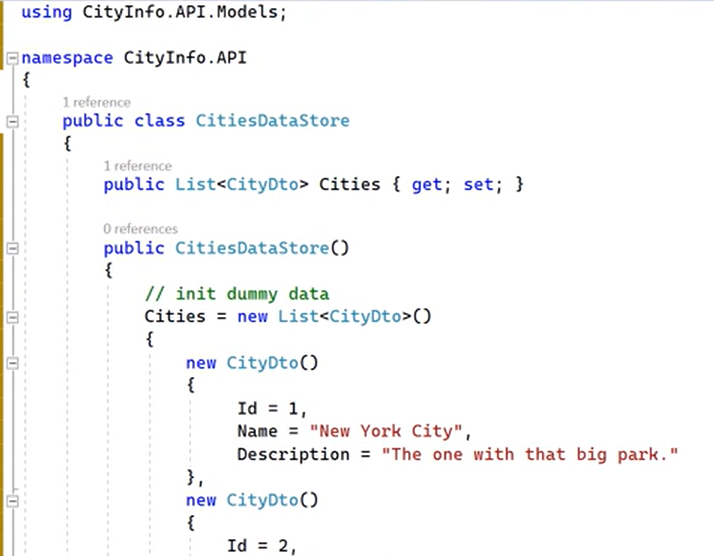 using CityInfo.API.Models;
namespace CityInfo.API
{
1 reference
public class CitiesDataStore
{
1 reference
public List<CityDto> Cities { get; set; }
0 references
public CitiesDataStore()
{
// init dummy data
Cities = new List<CityDto>()
{
new CityDto()
{
Id = 1,
Name = "New York City",
Description = "The one with that big park."
},
new CityDto()
{
Id = 2,